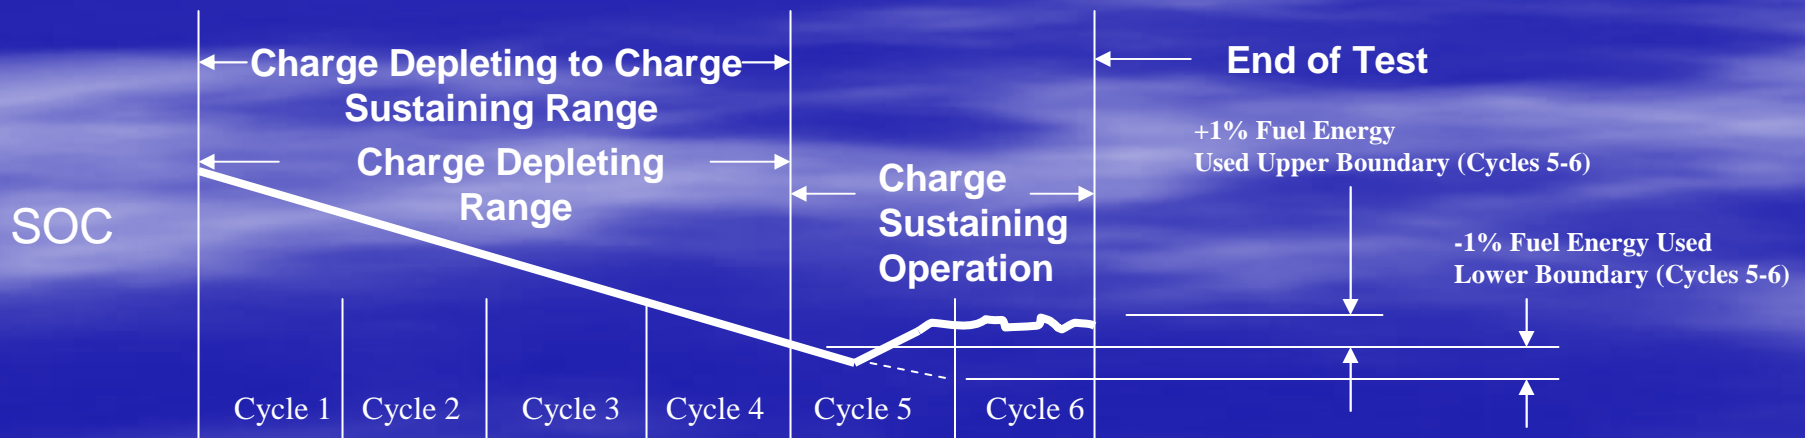 Charge Depleting to Charge
Sustaining Range
End of Test
+1% Fuel Energy
Used Upper Boundary (Cycles 5-6)
Charge Depleting
Range
Charge
Sustaining
Operation
SOC
-1% Fuel Energy Used
Lower Boundary (Cycles 5-6)
Cycle 1
Cycle 2
Cycle 3
Cycle 4
Cycle 5
Cycle 6